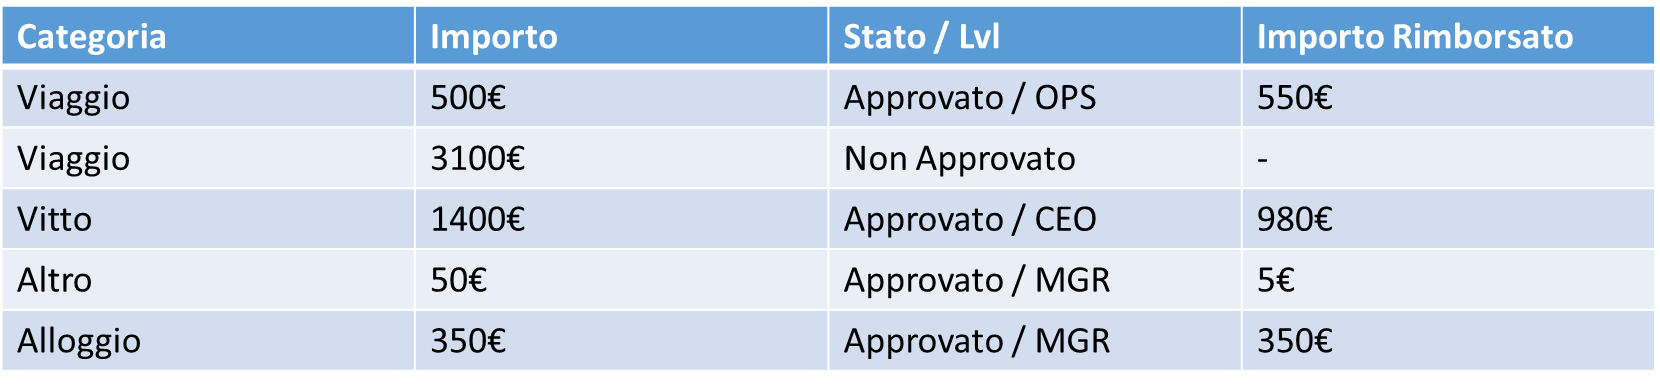 Categoria Importo Stato / Lvl Importo Rimborsato
Viaggio 500€ Approvato / OPS 550€
Viaggio 3100€ Non Approvato -
Vitto 1400€ Approvato / CEO 980€
Altro 50€ Approvato / MGR 5€
Alloggio 350€ Approvato / MGR 350€